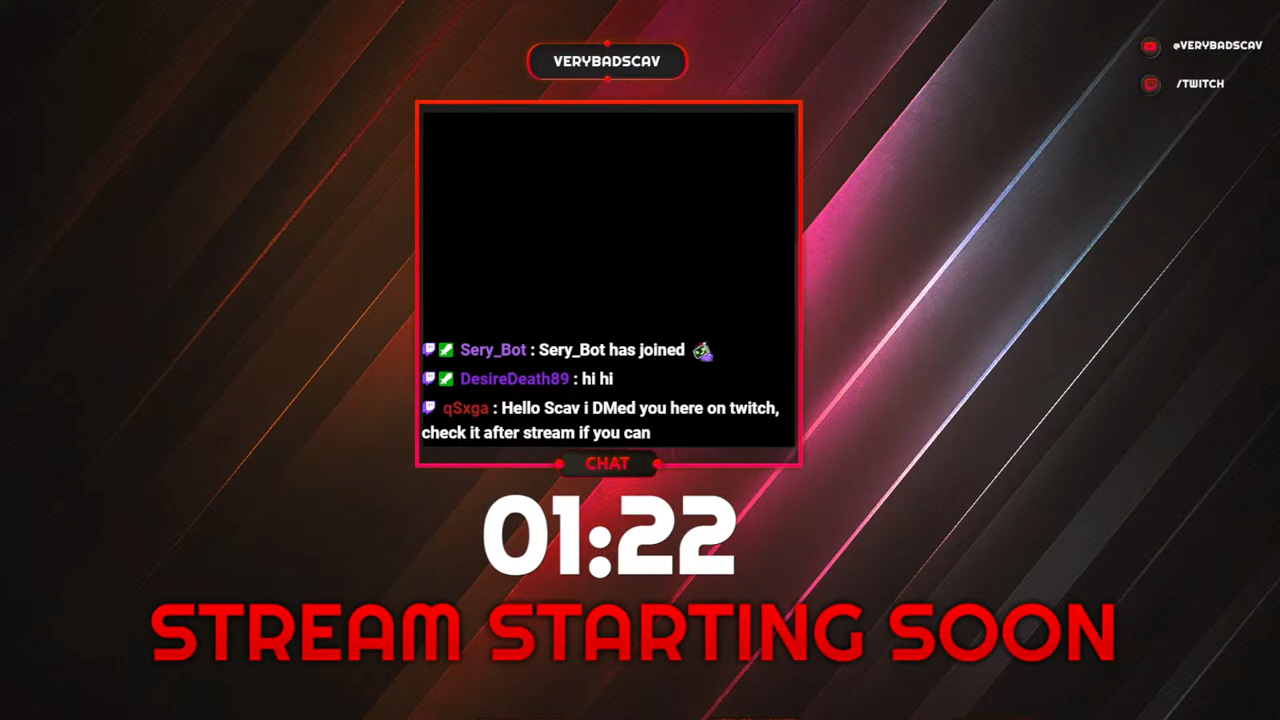 VERYBADSCAV
@VERYBADSCAV
/TWITCH
Sery_Bot : Sery_Bot has joined
DesireDeath89 : hi hi
qSxga : Hello Scav i DMed you here on twitch,
check it after stream if you can
CHAT
01:22
STREAM STARTING SOON